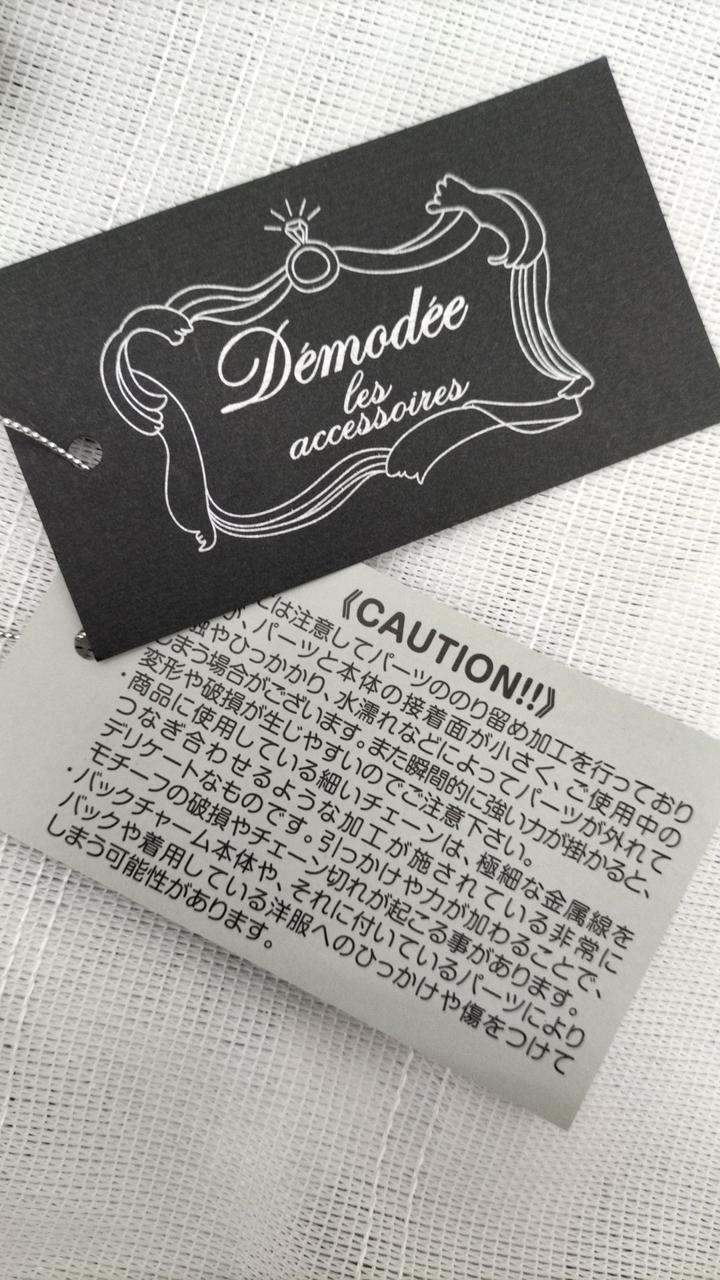 Démodée
les
accessoires
《CAUTION!!》
は注意してパーツののり留め加工を行っており
、パーツと本体の接着面が小さく、ご使用中の
やひっかかり、水濡れなどによってパーツが外れて
しまう場合がございます。また瞬間的に強い力が掛かると、
変形や破損が生じやすいのでご注意下さい。
・商品に使用している細いチェーンは、極細な金属線を
つなぎ合わせるような加工が施されている非常に
デリケートなものです。引っかけや力が加わることで、
モチーフの破損やチェーン切れが起こる事があります。
・バックチャーム本体や、それに付いているパーツにより
バックや着用している洋服へのひっかけや傷をつけて
しまう可能性があります。